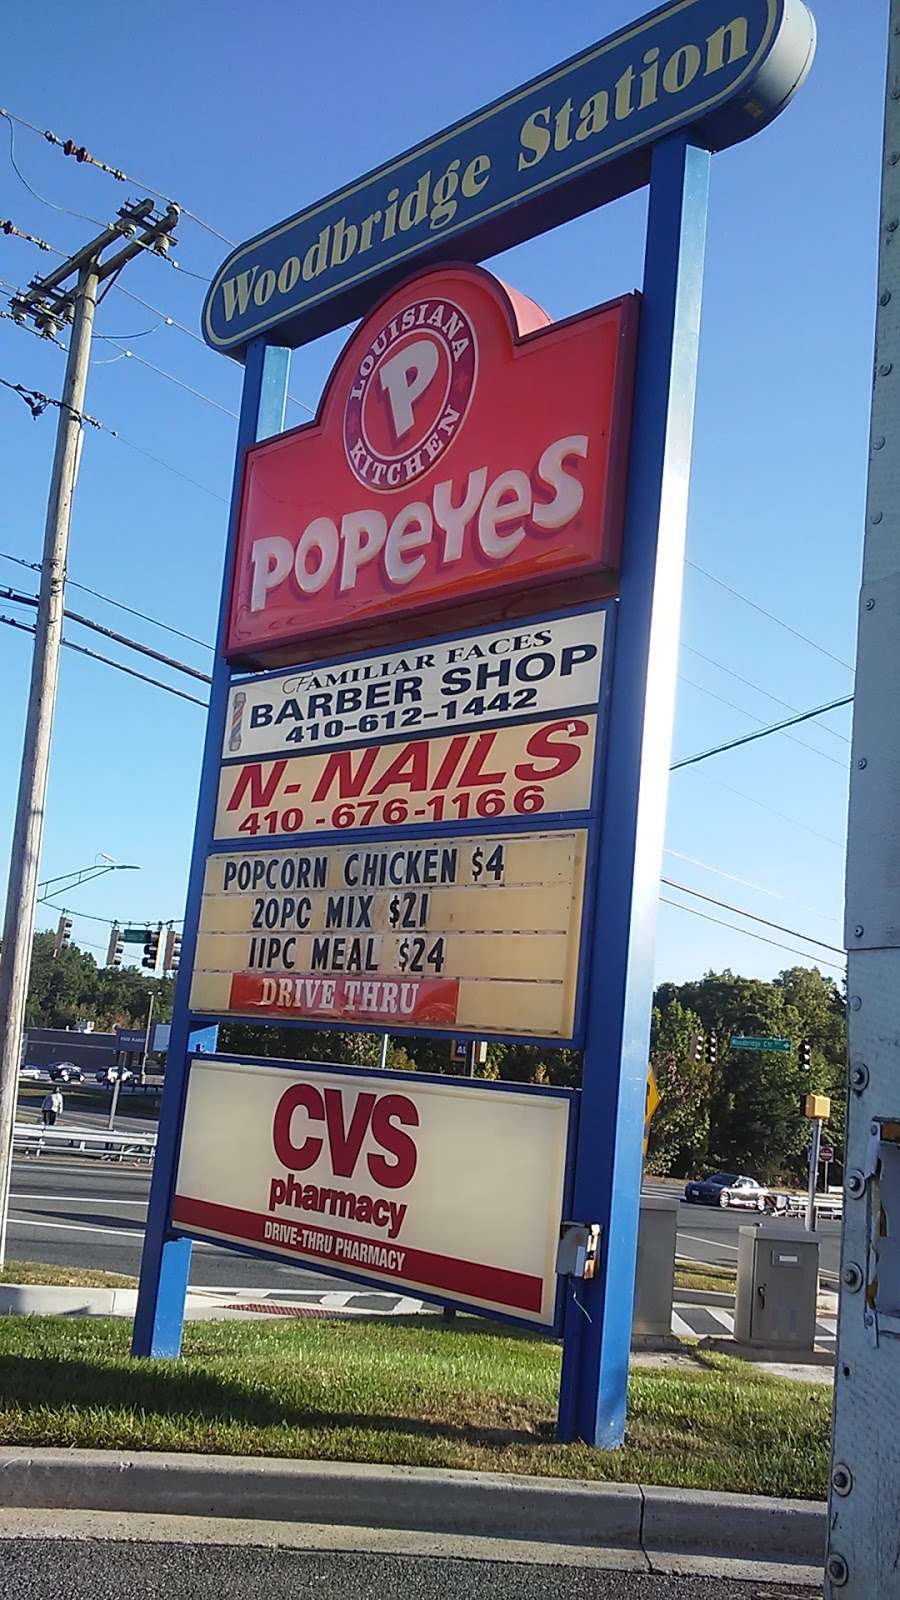 Woodbridge Station
LOUISIANA
P
KITCHEN
POPEYES
FAMILIAR FACES
BARBER SHOP
410-612-1442
N-NAILS
410-676-1166
POPCORN CHICKEN $4
20PC MIX $21
11PC MEAL $24
DRIVE THRU
CVS
pharmacy
DRIVE-THRU PHARMACY